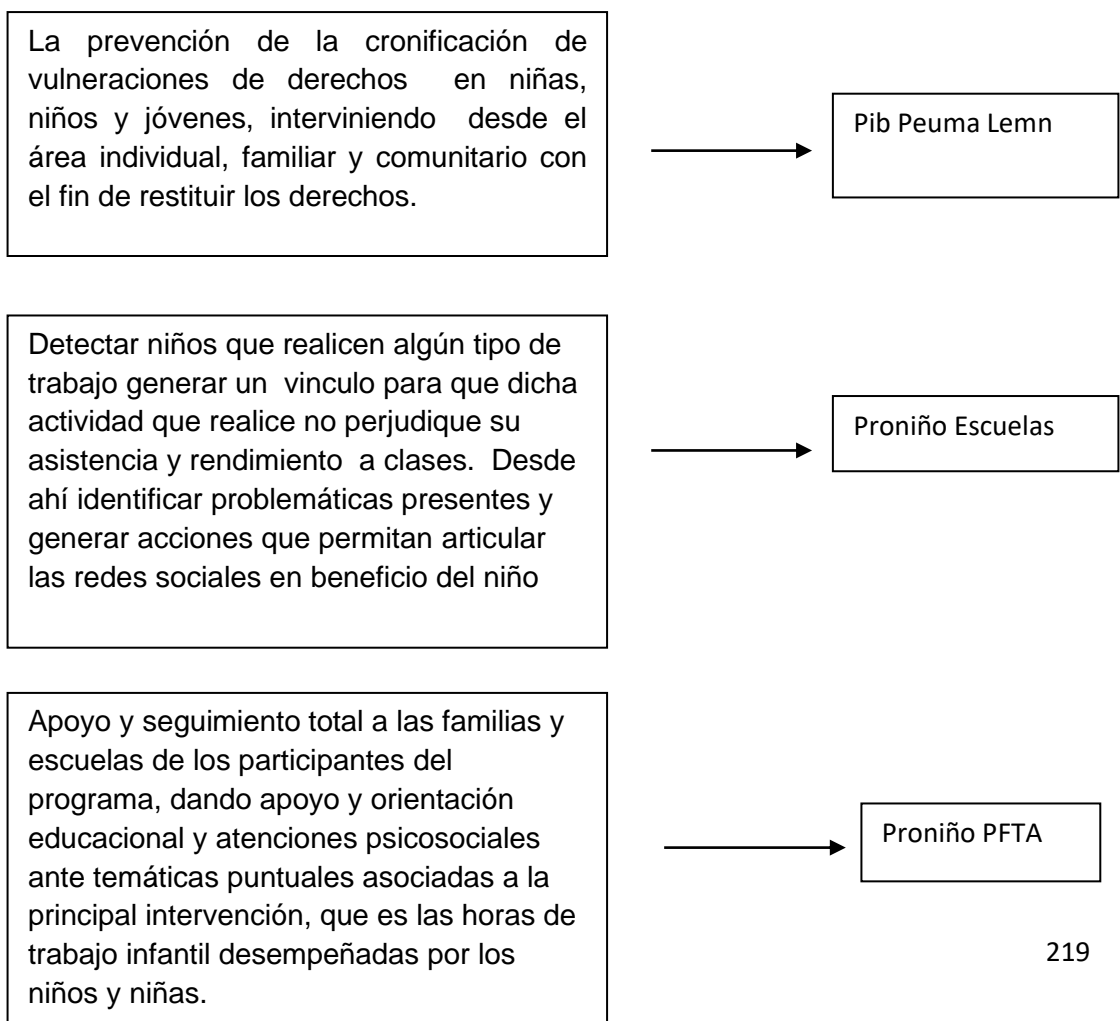 La prevención de la cronificación de
vulneraciones de derechos en niñas,
niños y jóvenes, interviniendo desde el
área individual, familiar y comunitario con
el fin de restituir los derechos.
Pib Peuma Lemn
Detectar niños que realicen algún tipo de
trabajo generar un vinculo para que dicha
actividad que realice no perjudique su
asistencia y rendimiento a clases. Desde
ahí identificar problemáticas presentes y
generar acciones que permitan articular
las redes sociales en beneficio del niño
Proniño Escuelas
Apoyo y seguimiento total a las familias y
escuelas de los participantes del
programa, dando apoyo y orientación
educacional y atenciones psicosociales
ante temáticas puntuales asociadas a la
principal intervención, que es las horas de
trabajo infantil desempeñadas por los
niños y niñas.
Proniño PFTA
219